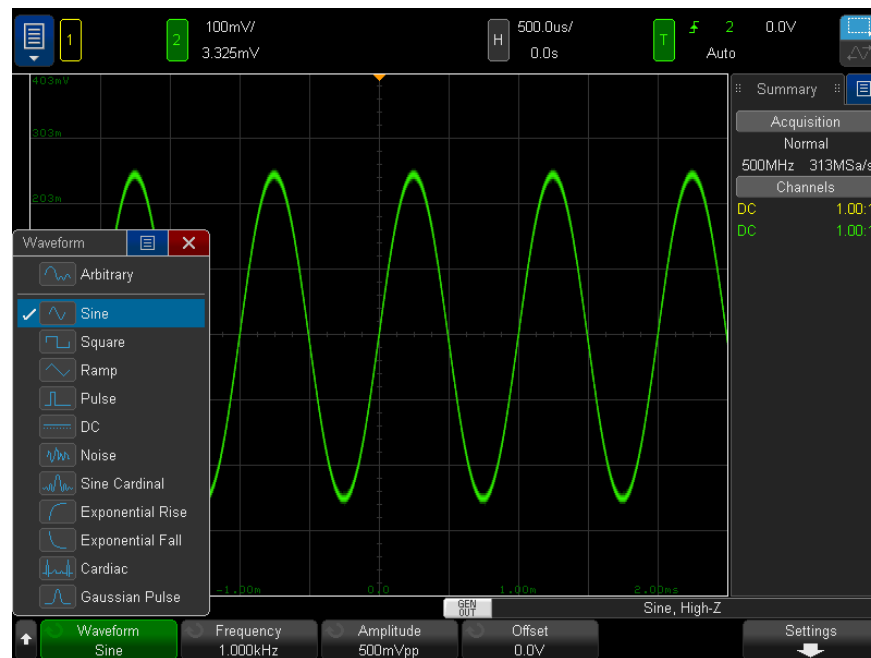 1 2 100mV/ 3.325mV H 500.0us/ 0.0s T 2 0.0V Auto
403mV
303m
203m
Summary
Acquisition
Normal
500MHz 313MSa/s
Channels
DC 1.00:1
DC 1.00:1
Waveform
Arbitrary
Sine
Square
Ramp
Pulse
DC
Noise
Sine Cardinal
Exponential Rise
Exponential Fall
Cardiac
Gaussian Pulse
-1.00m 0.0 1.00m 2.00ms
GEN OUT
Sine, High-Z
Waveform Frequency Amplitude Offset Settings
Sine 1.000kHz 500mVpp 0.0V